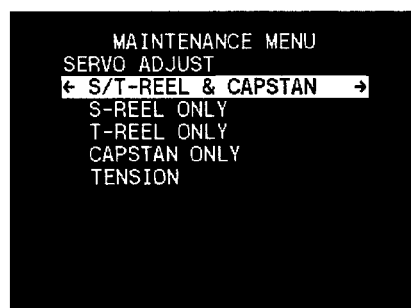 MAINTENANCE MENU
SERVO ADJUST
← S/T-REEL & CAPSTAN →
S-REEL ONLY
T-REEL ONLY
CAPSTAN ONLY
TENSION